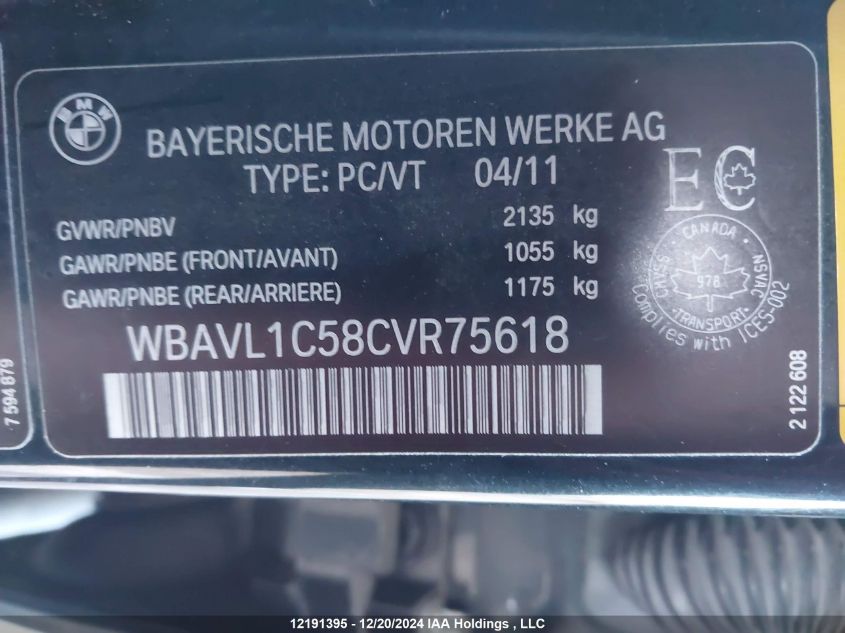 BMW
BAYERISCHE MOTOREN WERKE AG
TYPE: PC/VT 04/11
EC
GVWR/PNBV 2135 kg
GAWR/PNBE (FRONT/AVANT) 1055 kg
GAWR/PNBE (REAR/ARRIERE) 1175 kg
CANADA
NSVAC
978
TRANSPORT
Complies with ICES-002
WBAVL1C58CVR75618
7 594 879
2 122 608
12191395 - 12/20/2024 IAA Holdings , LLC